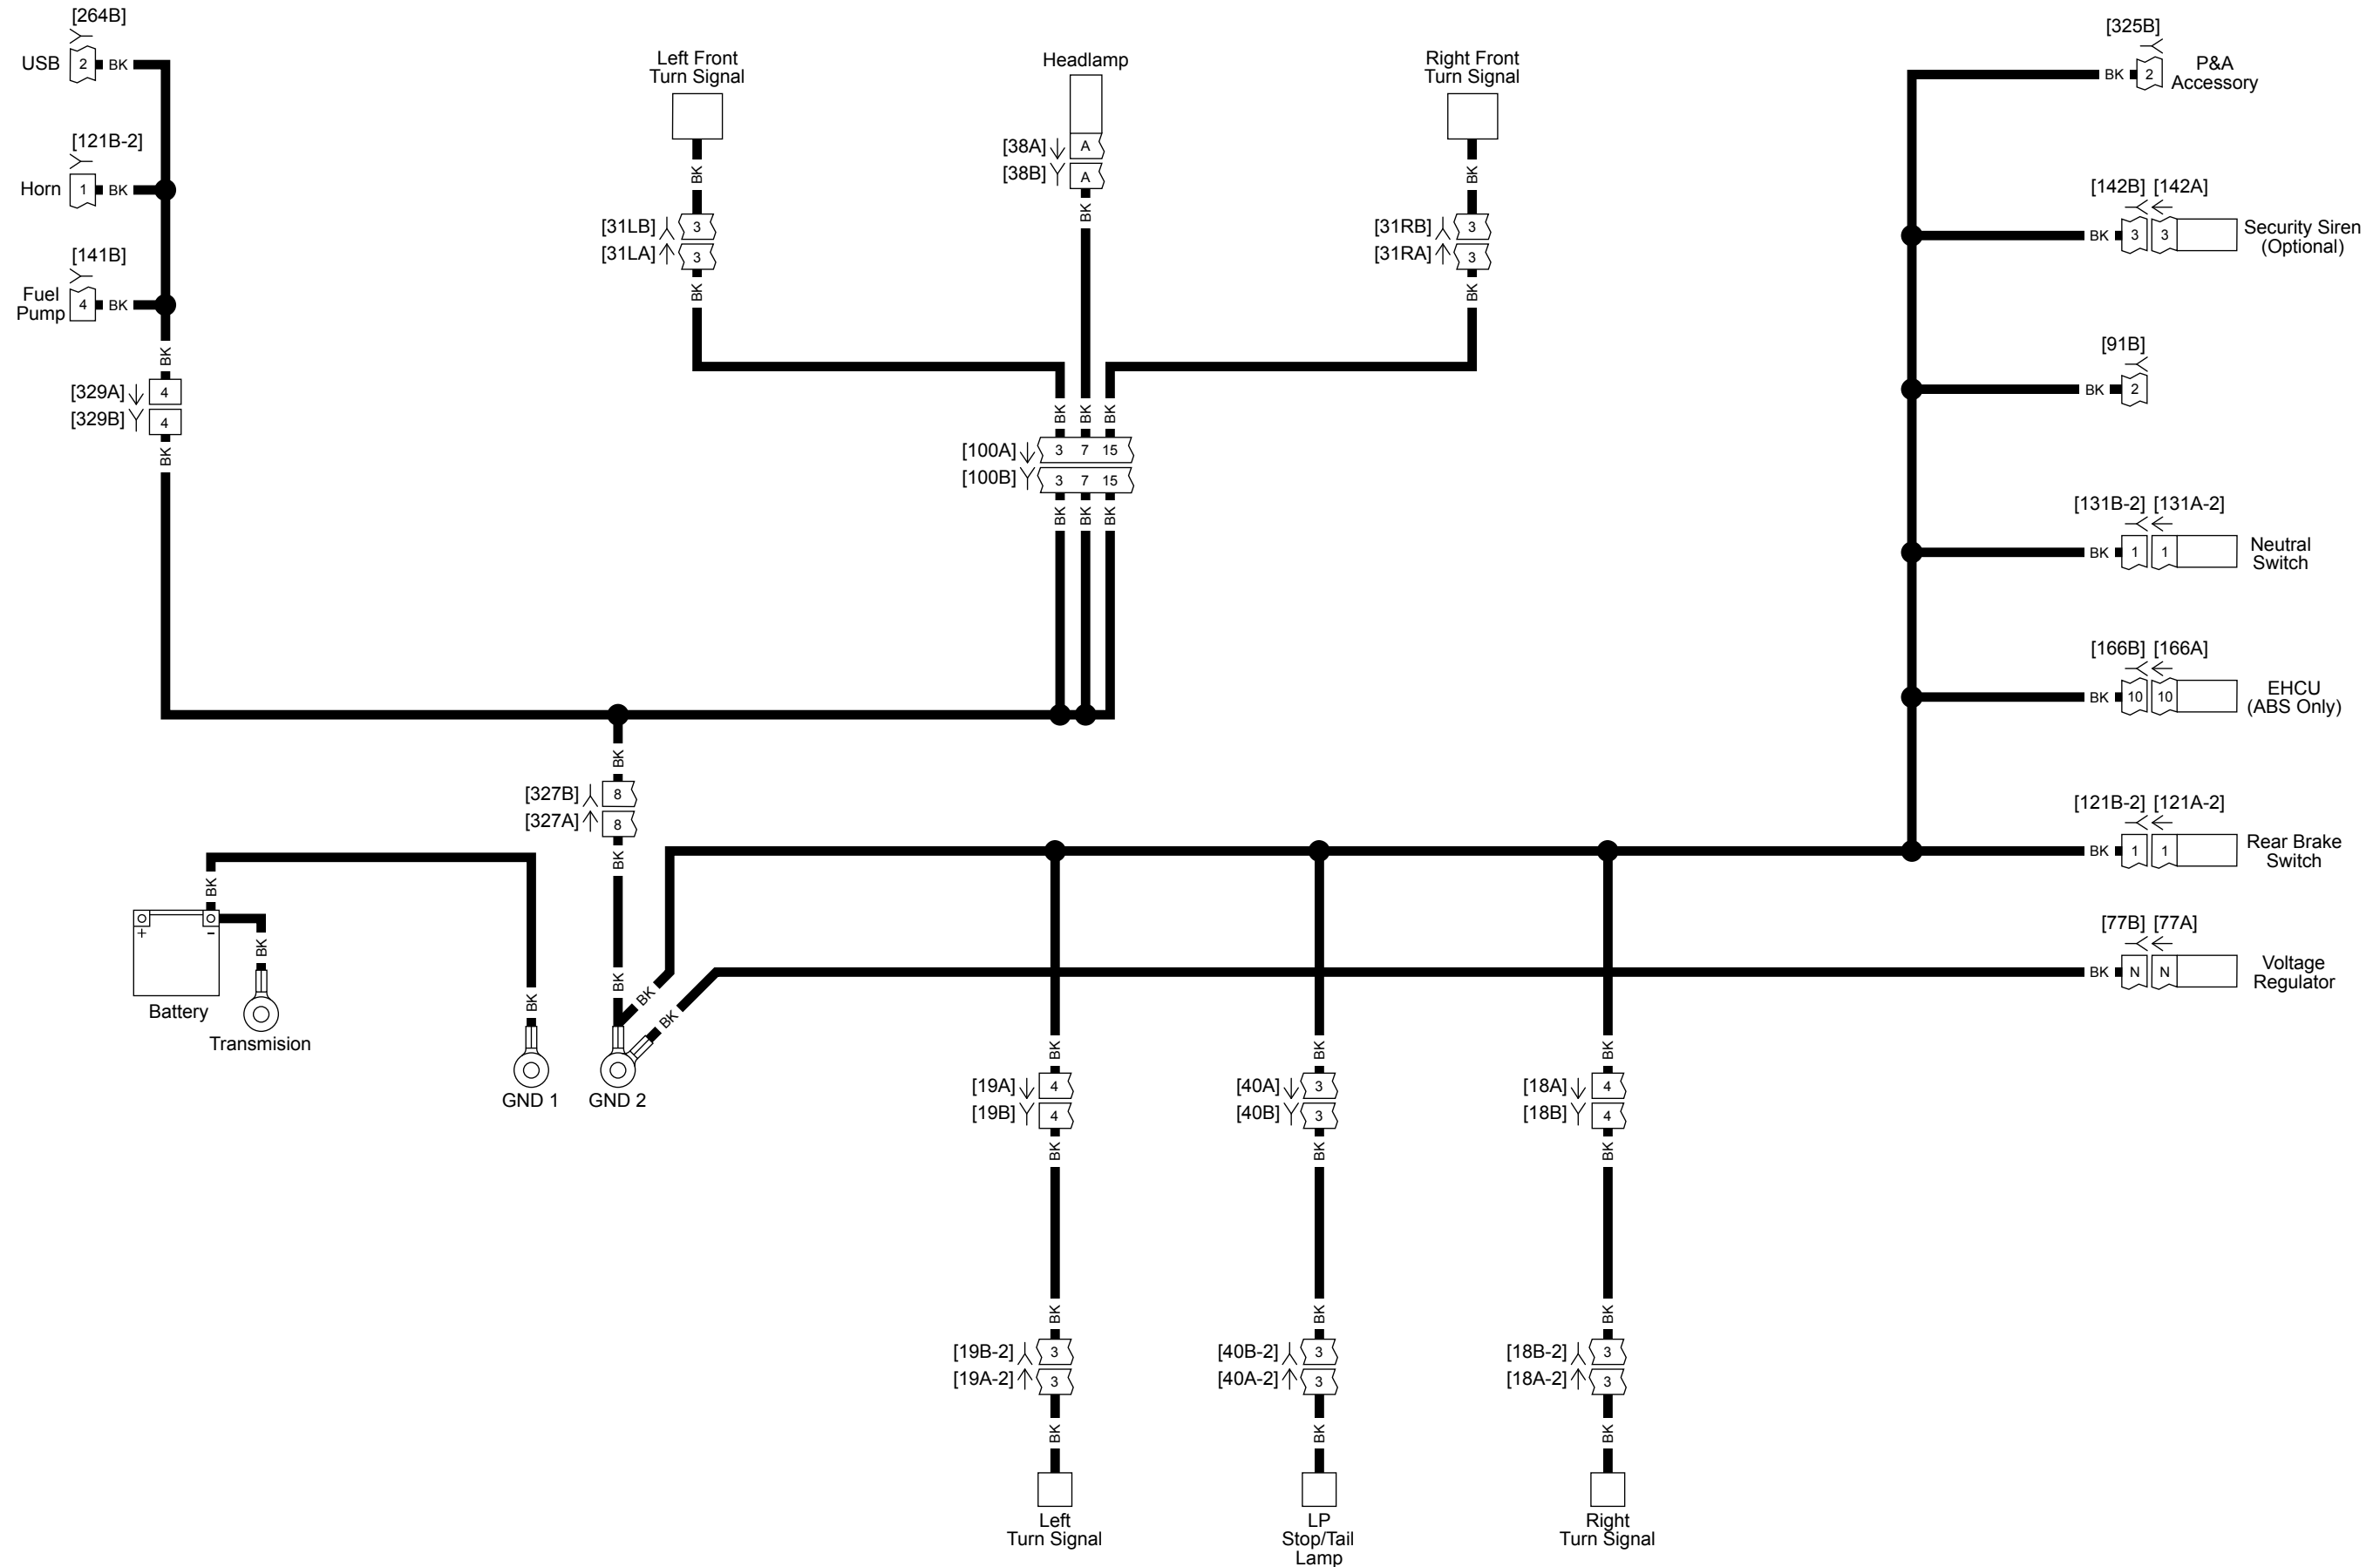 [264B]
USB
2
BK
[121B-2]
Horn
1
BK
[141B]
Fuel
Pump
4
BK
BK
[329A]
4
[329B]
4
BK
Left Front
Turn Signal
BK
[31LB]
3
[31LA]
3
BK
Headlamp
[38A]
A
[38B]
A
BK
Right Front
Turn Signal
BK
[31RB]
3
[31RA]
3
BK
BK BK BK
[100A] 3 7 15
[100B] 3 7 15
BK BK BK
[325B]
BK 2
P&A
Accessory
[142B] [142A]
BK 3 3
Security Siren
(Optional)
[91B]
BK 2
[131B-2] [131A-2]
BK 1 1
Neutral
Switch
[166B] [166A]
BK 10 10
EHCU
(ABS Only)
[121B-2] [121A-2]
BK 1 1
Rear Brake
Switch
[77B] [77A]
BK N N
Voltage
Regulator
BK
[327B] 8
[327A] 8
BK
BK
BK
BK
BK
+ -
BK
Battery
Transmision
BK
GND 1
GND 2
BK
[19A] 4
[19B] 4
BK
BK
[19B-2] 3
[19A-2] 3
BK
Left
Turn Signal
BK
[40A] 3
[40B] 3
BK
BK
[40B-2] 3
[40A-2] 3
BK
LP
Stop/Tail
Lamp
BK
[18A] 4
[18B] 4
BK
BK
[18B-2] 3
[18A-2] 3
BK
Right
Turn Signal